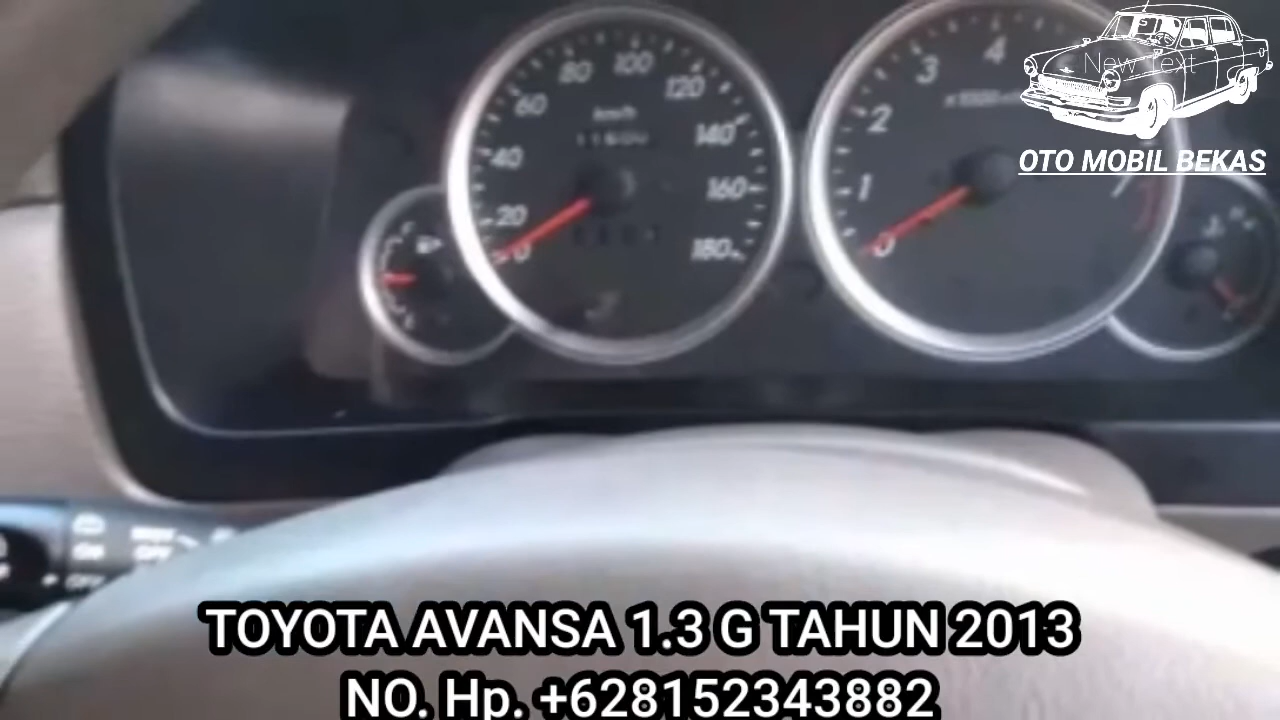 80 100
60 120
km/h
140
40
160
20
180
0
4
3
2
1
0
New Text
OTO MOBIL BEKAS
OFF
TOYOTA AVANSA 1.3 G TAHUN 2013
NO. Hp. +628152343882